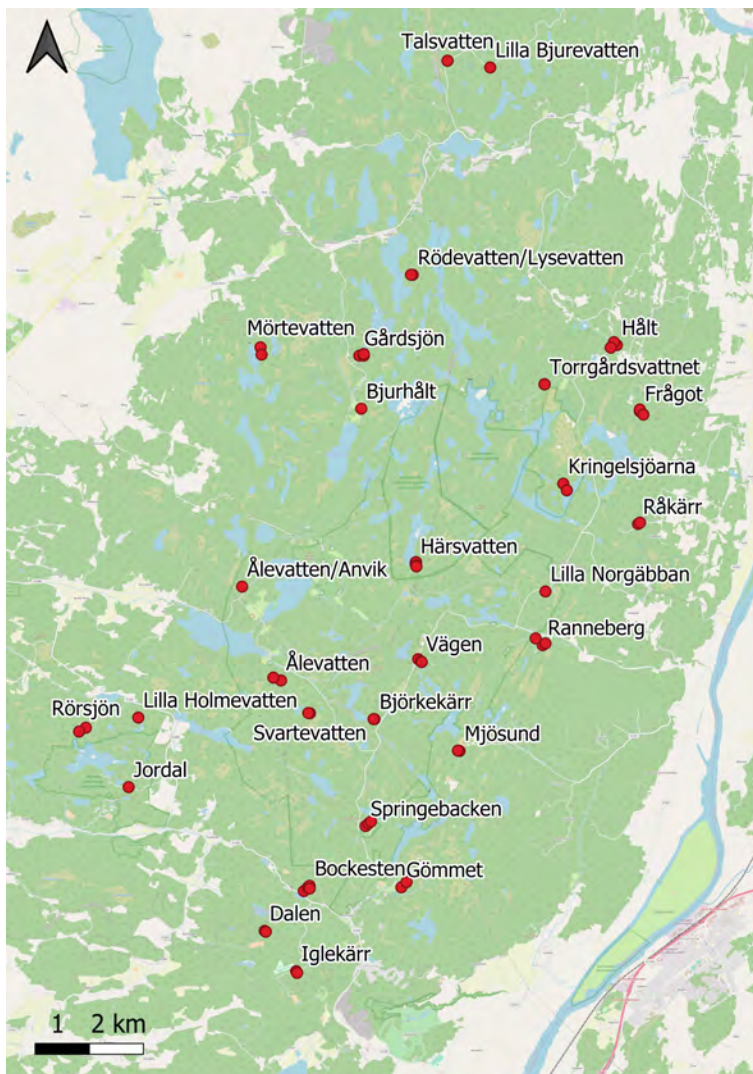 Talsvatten
Lilla Bjurevatten
Rödevatten/Lysevatten
Hålt
Mörtevatten
Gårdsjön
Torrgårdsvattnet
Frågot
Bjurhålt
Kringelsjöarna
Råkärr
Härsvatten
Ålevatten/Anvik
Lilla Norgäbban
Ranneberg
Vägen
Ålevatten
Lilla Holmevatten
Rörsjön
Björkekärr
Svartevatten
Mjösund
Jordal
Springebacken
Bockesten
Gömmet
Dalen
Iglekärr
1 2 km